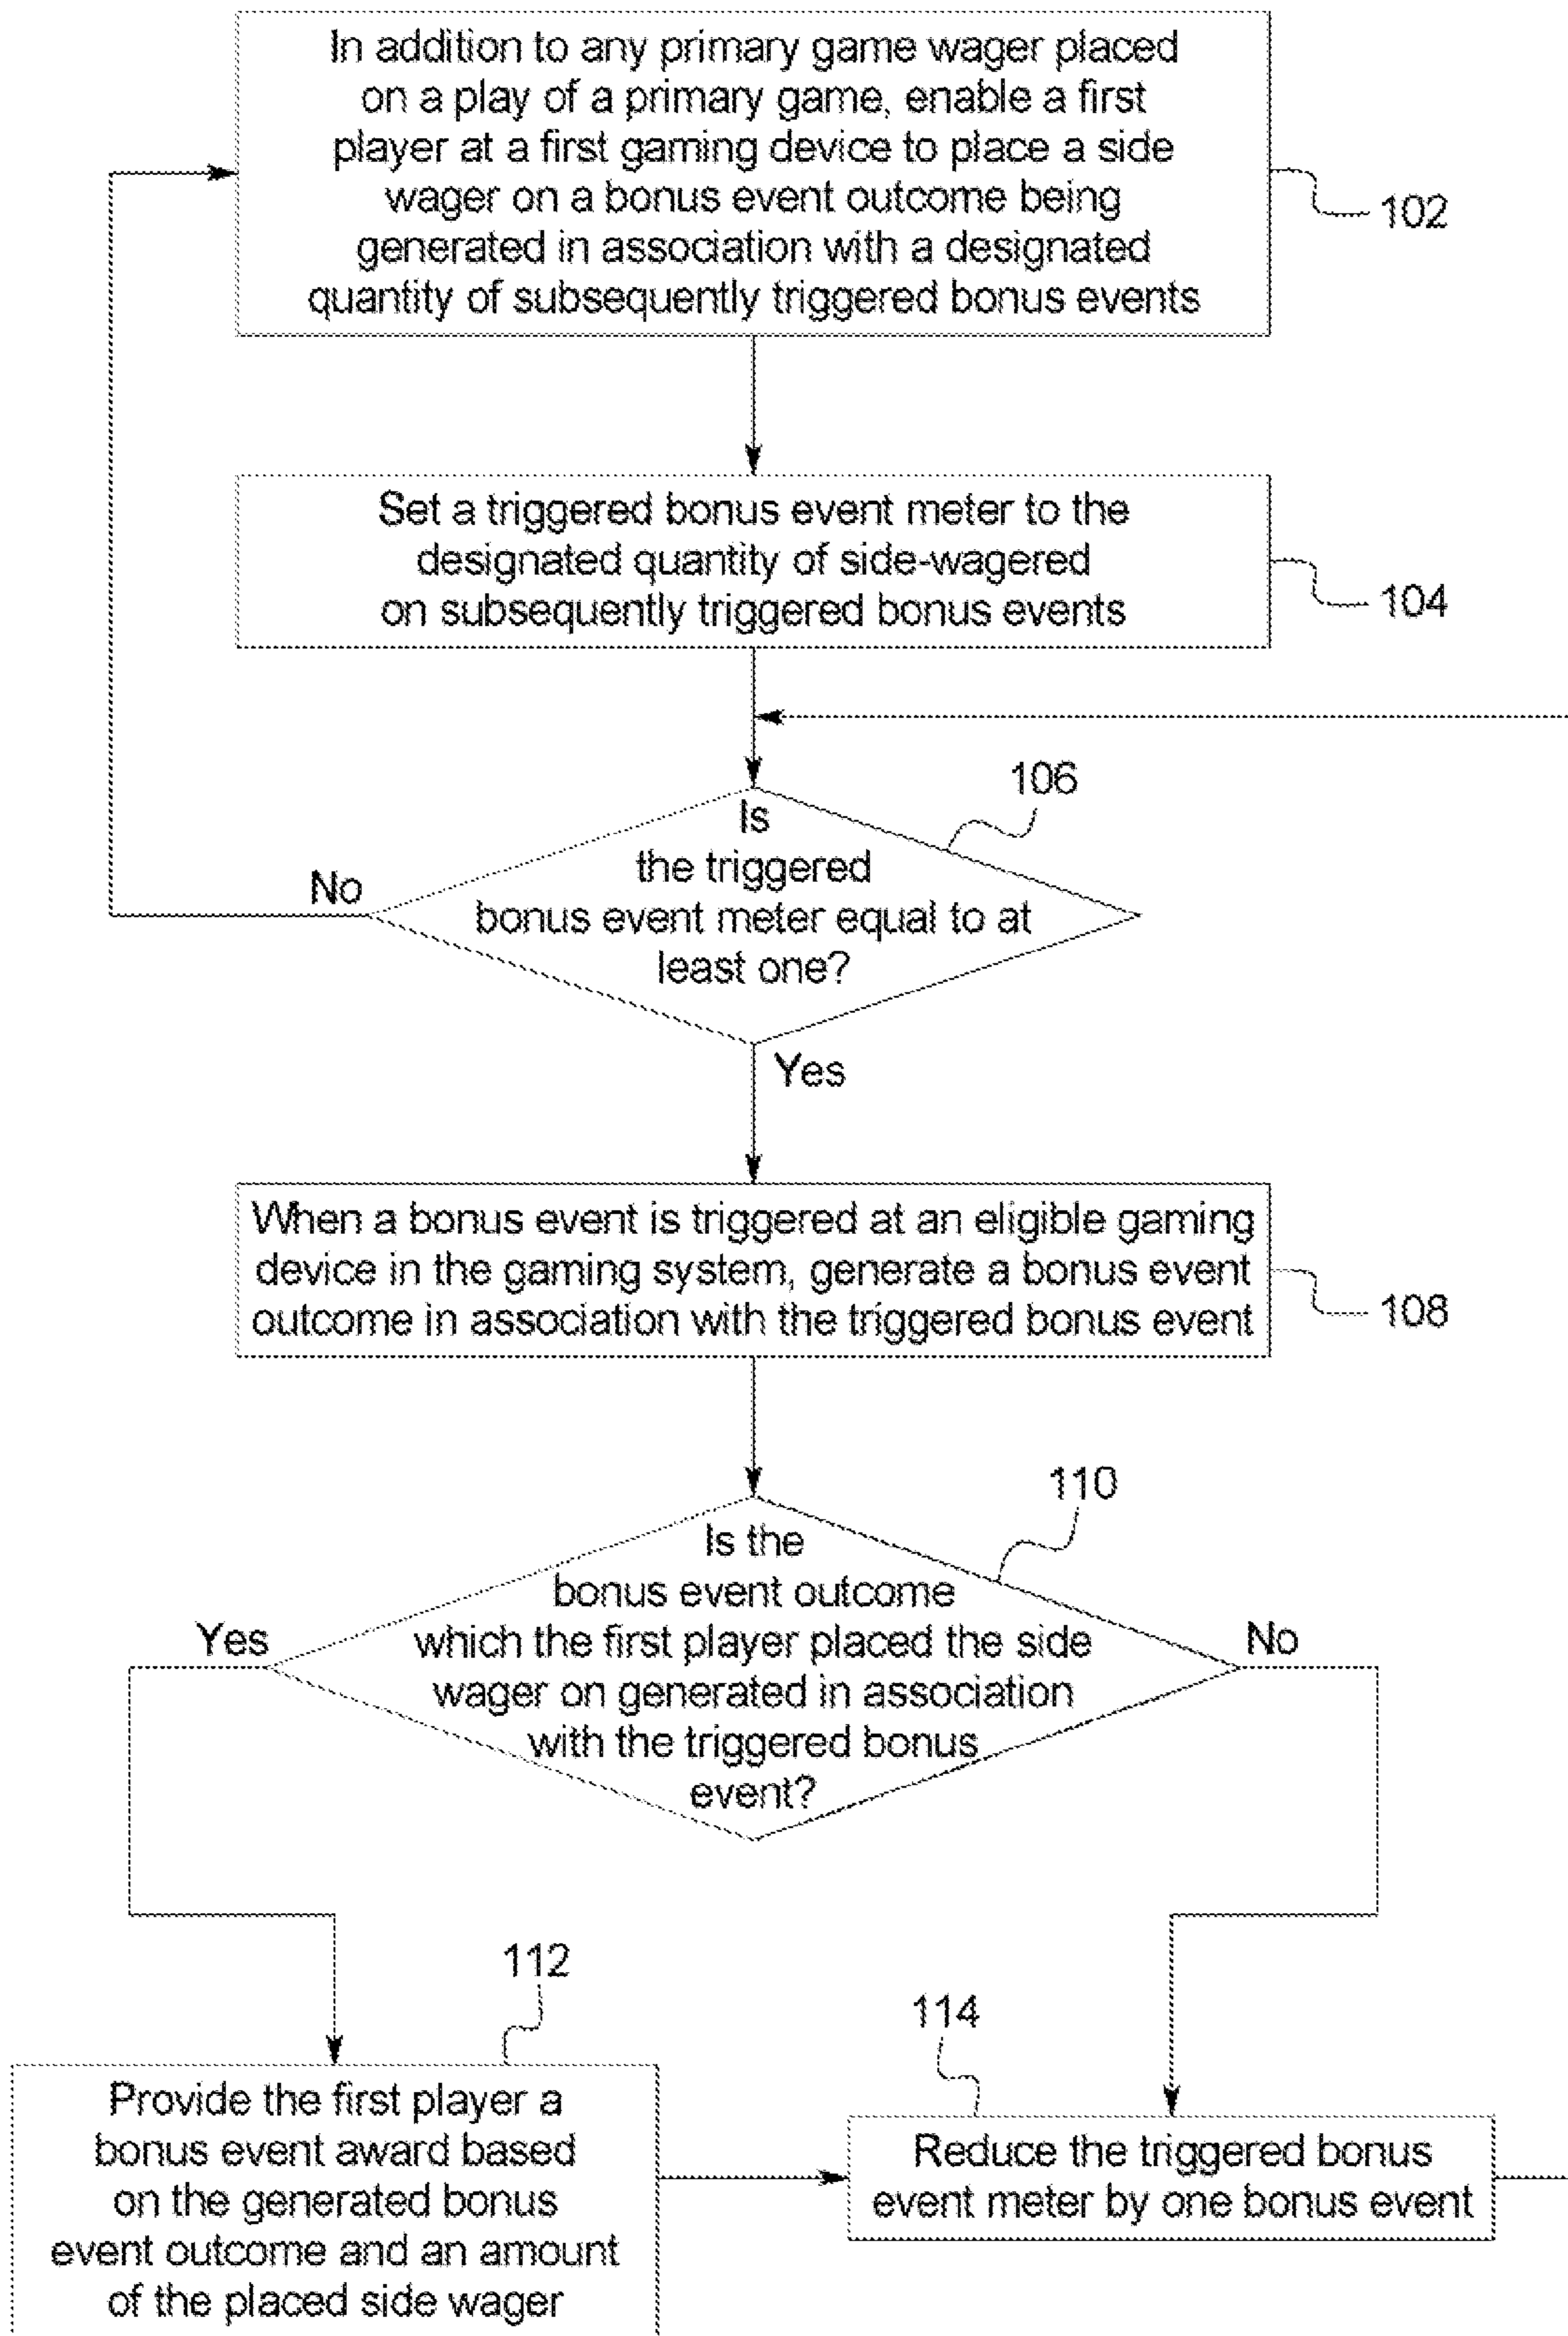 In addition to any primary game wager placed
on a play of a primary game, enable a first
player at a first gaming device to place a side
wager on a bonus event outcome being
generated in association with a designated
quantity of subsequently triggered bonus events
102
Set a triggered bonus event meter to the
designated quantity of side-wagered
on subsequently triggered bonus events
104
106
Is
the triggered
bonus event meter equal to at
least one?
No
Yes
When a bonus event is triggered at an eligible gaming
device in the gaming system, generate a bonus event
outcome in association with the triggered bonus event
108
110
Is the
bonus event outcome
which the first player placed the side
wager on generated in association
with the triggered bonus
event?
Yes
No
112
Provide the first player a
bonus event award based
on the generated bonus
event outcome and an amount
of the placed side wager
114
Reduce the triggered bonus
event meter by one bonus event